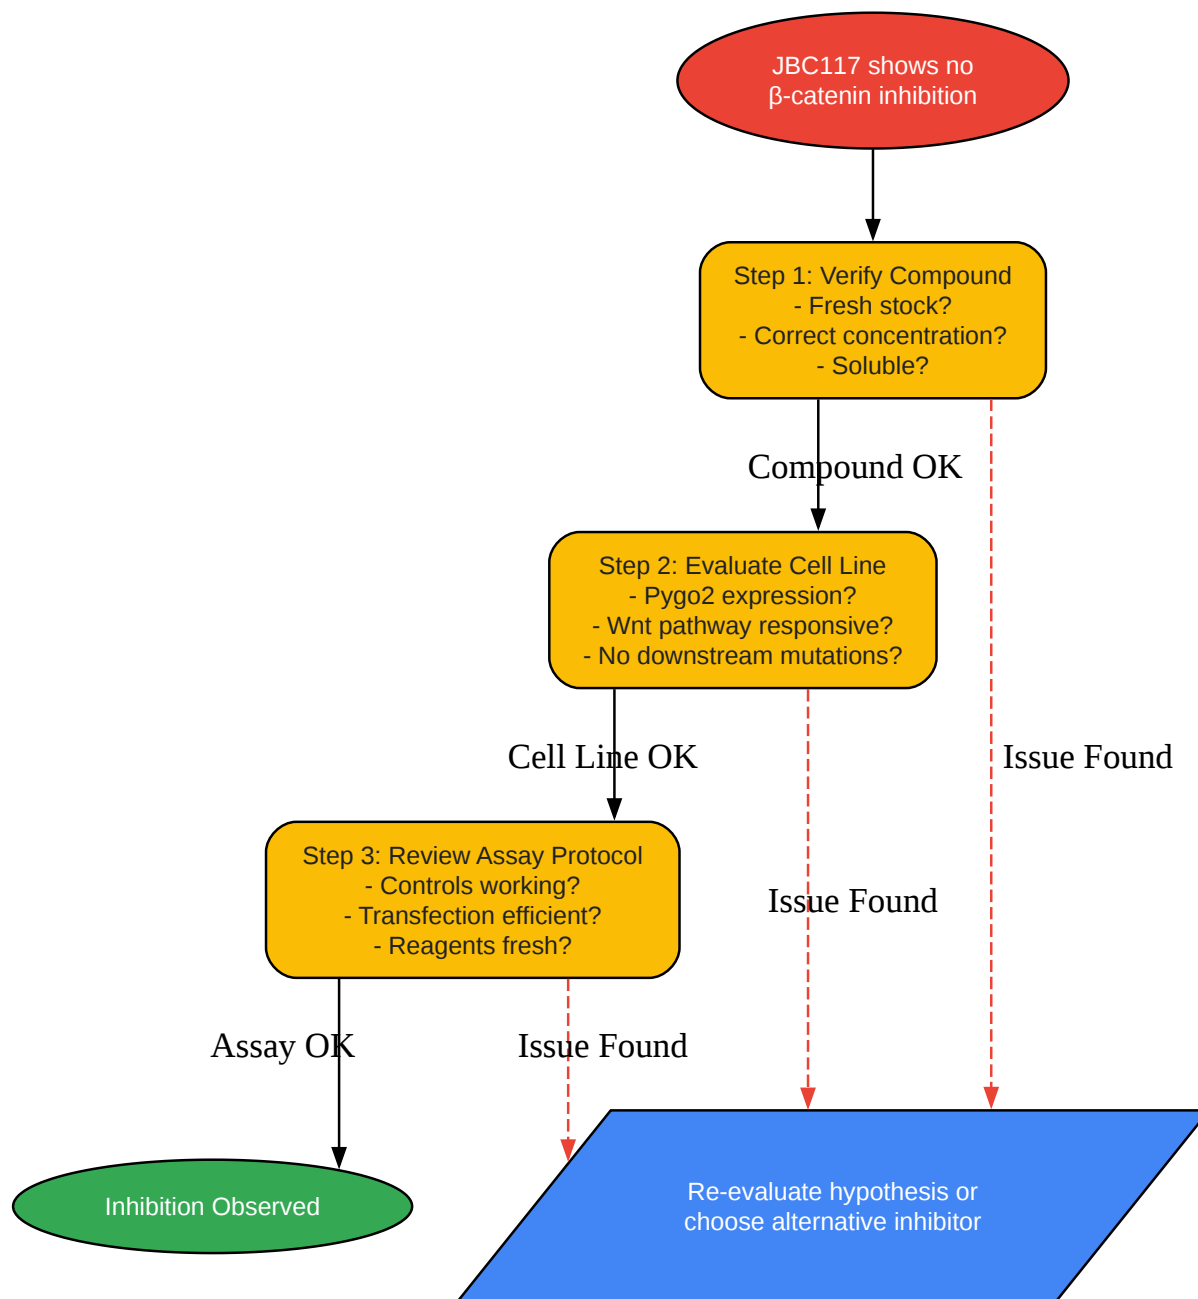 JBC117 shows no
β-catenin inhibition
Step 1: Verify Compound
- Fresh stock?
- Correct concentration?
- Soluble?
Compound OK
Step 2: Evaluate Cell Line
- Pygo2 expression?
- Wnt pathway responsive?
- No downstream mutations?
Cell Line OK
Issue Found
Step 3: Review Assay Protocol
- Controls working?
- Transfection efficient?
- Reagents fresh?
Issue Found
Assay OK
Issue Found
Inhibition Observed
Re-evaluate hypothesis or
choose alternative inhibitor